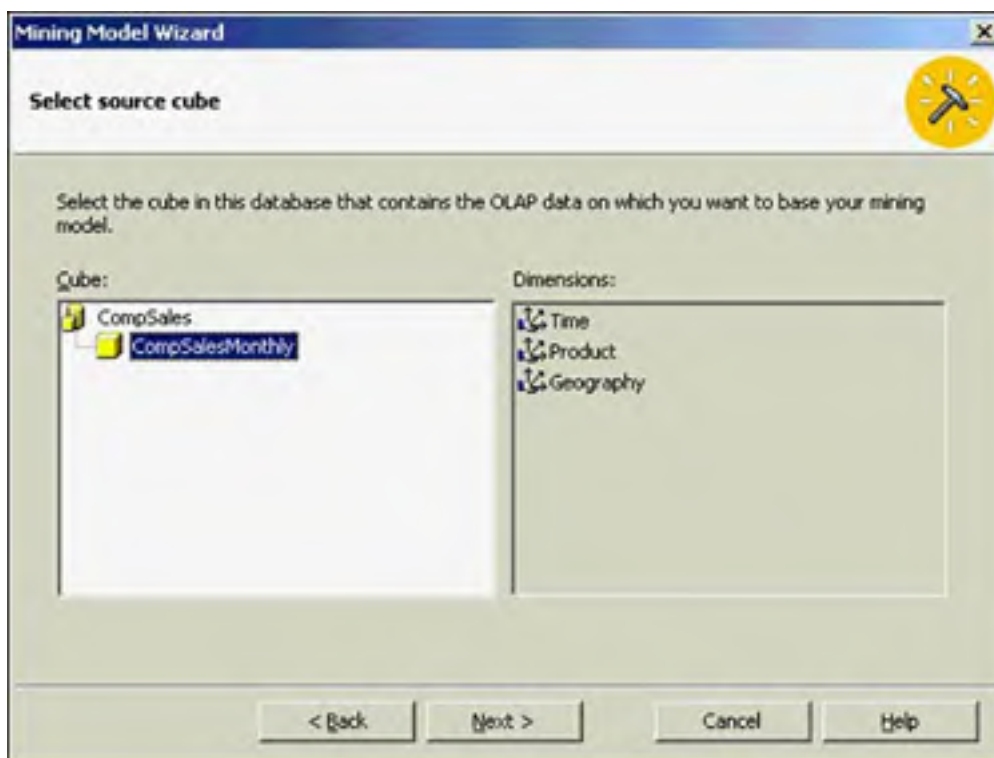 Mining Model Wizard
Select source cube
Select the cube in this database that contains the OLAP data on which you want to base your mining
model.
Cube:
Dimensions:
CompSales
CompSalesMonthly
Time
Product
Geography
< Back
Next >
Cancel
Help